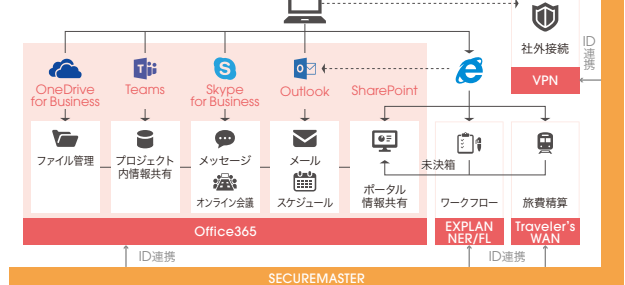 社外接続
VPN
ID
連
携
OneDrive
for Business
Teams
Skype
for Business
Outlook
SharePoint
ファイル管理
プロジェクト
内情報共有
メッセージ
オンライン会議
メール
スケジュール
ポータル
情報共有
未決箱
ワークフロー
旅費精算
Office365
EXPLAN
NER/FL
Traveler's
WAN
ID連携
ID連携
SECUREMASTER